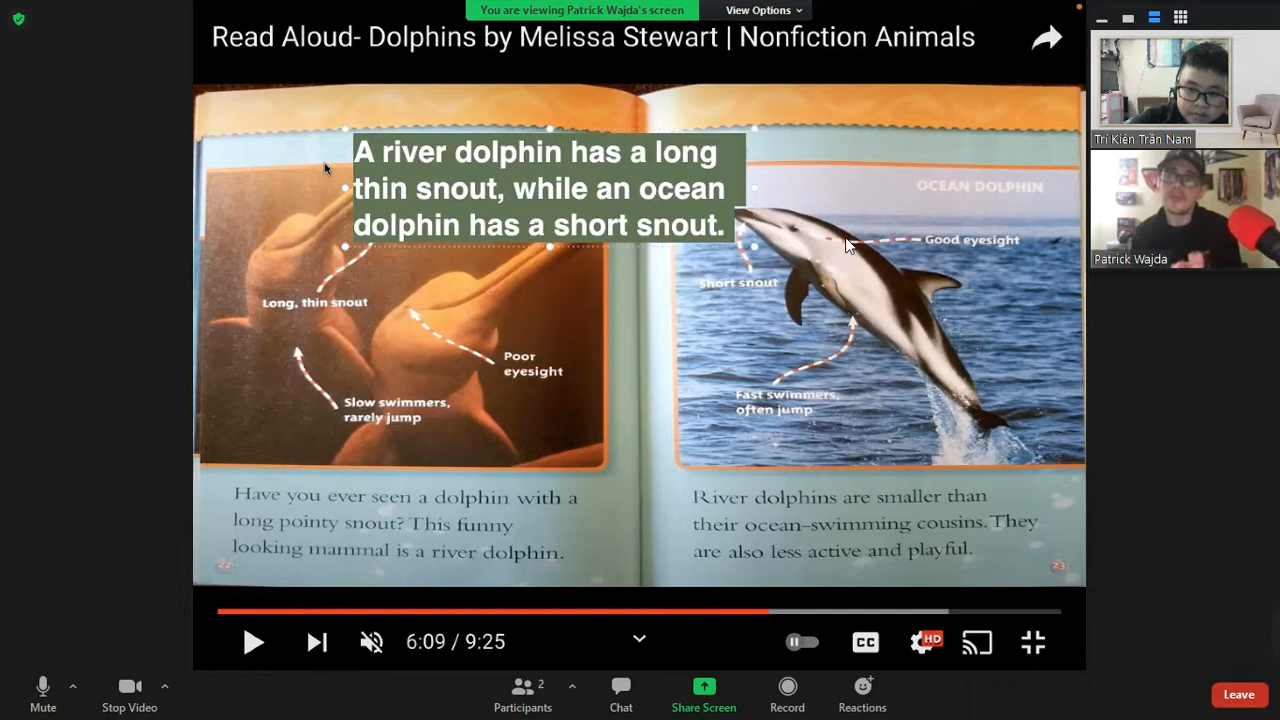 You are viewing Patrick Wajda's screen
View Options
Read Aloud- Dolphins by Melissa Stewart | Nonfiction Animals
A river dolphin has a long
thin snout, while an ocean
dolphin has a short snout.
Long, thin snout
Poor
eyesight
Slow swimmers,
rarely jump
Have you ever seen a dolphin with a
long pointy snout? This funny
looking mammal is a river dolphin.
22
OCEAN DOLPHIN
Good eyesight
Short snout
Fast swimmers,
often jump
River dolphins are smaller than
their ocean-swimming cousins. They
are also less active and playful.
23
Trí Kiên Trần Nam
Patrick Wajda
6:09 / 9:25
CC
HD
Mute
Stop Video
Participants
2
Chat
Share Screen
Record
Reactions
Leave